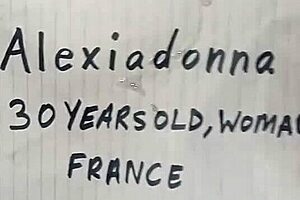 Alexiadonna
30 YEARS OLD, WOMA
FRANCE